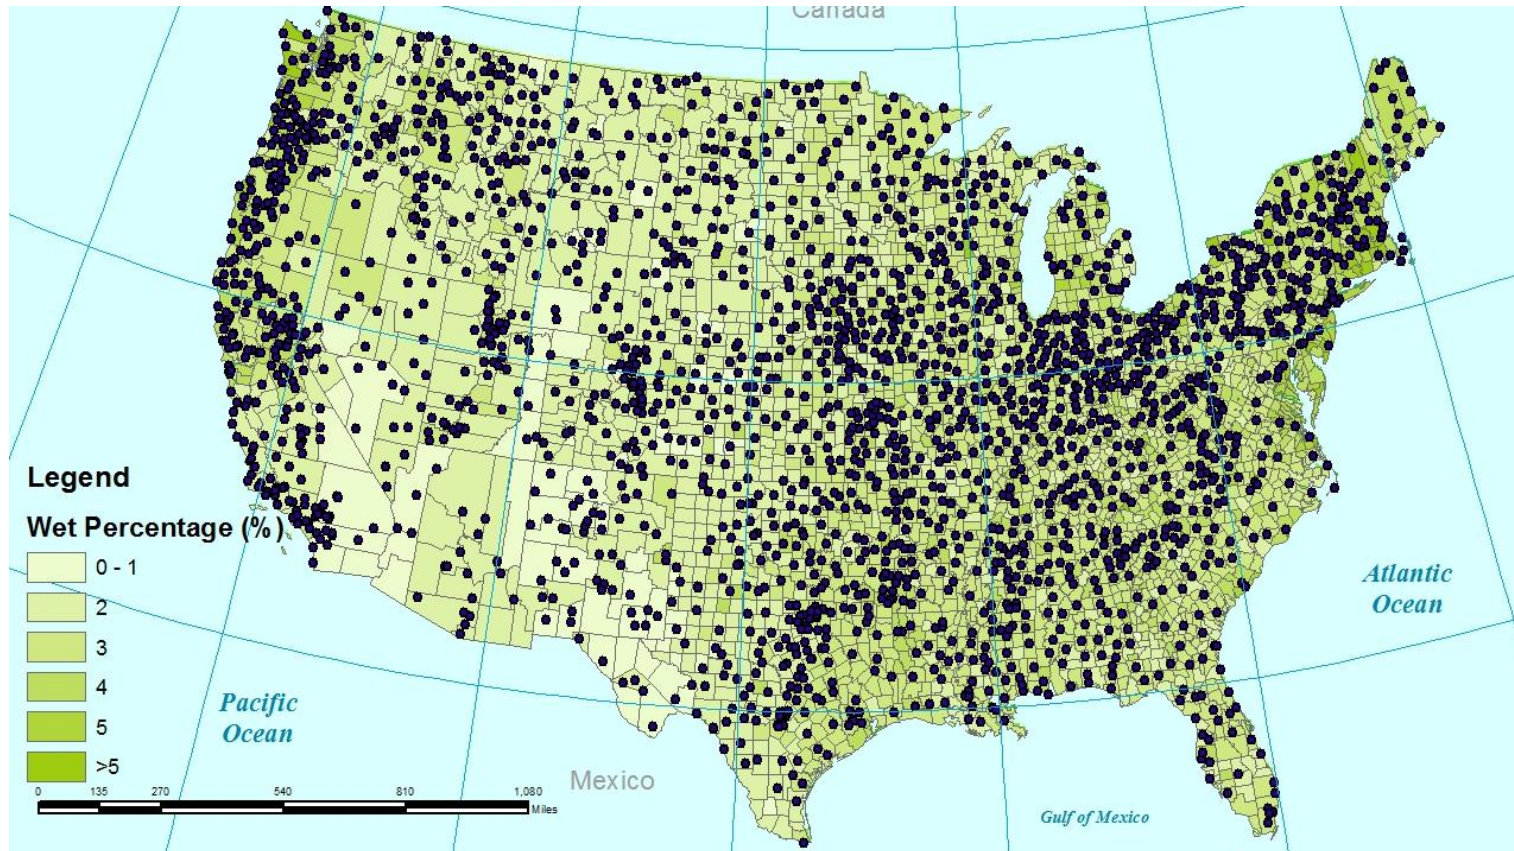 Canada
Legend
Wet Percentage (%)
0 - 1
2
3
4
5
>5
0 135 270 540 810 1,080
Miles
Pacific
Ocean
Mexico
Gulf of Mexico
Atlantic
Ocean